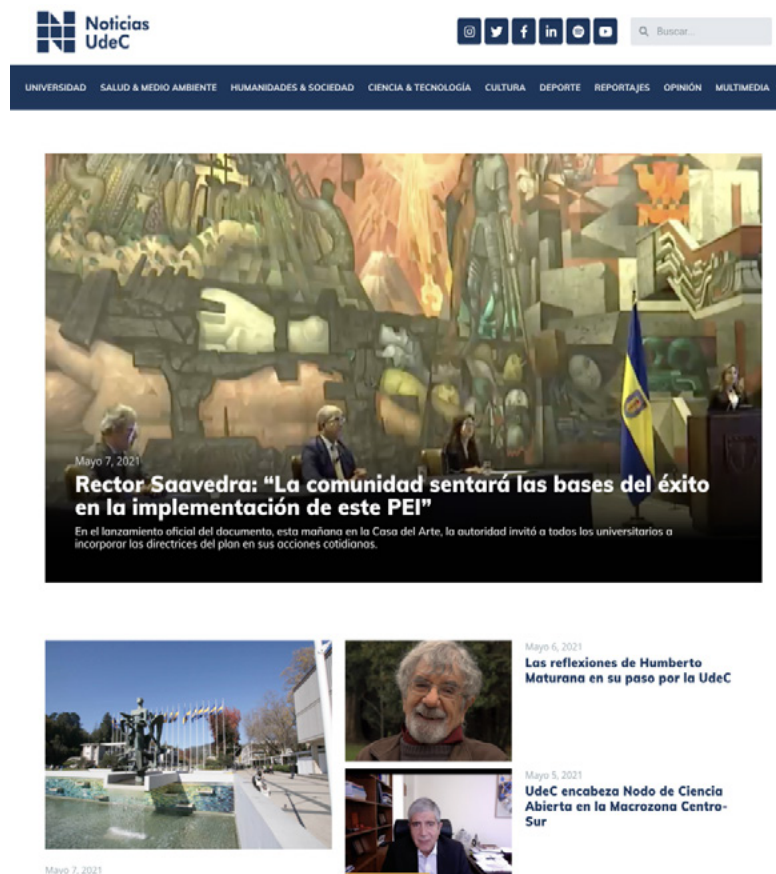 Noticias
UdeC
Buscar...
UNIVERSIDAD SALUD & MEDIO AMBIENTE HUMANIDADES & SOCIEDAD CIENCIA & TECNOLOGÍA CULTURA DEPORTE REPORTAJES OPINIÓN MULTIMEDIA
Mayo 7, 2021
Rector Saavedra: “La comunidad sentará las bases del éxito
en la implementación de este PEI”
En el lanzamiento oficial del documento, esta mañana en la Casa del Arte, la autoridad invitó a todos los universitarios a
incorporar las directrices del plan en sus acciones cotidianas.
Mayo 7, 2021
Mayo 6, 2021
Las reflexiones de Humberto
Maturana en su paso por la UdeC
Mayo 5, 2021
UdeC encabeza Nodo de Ciencia
Abierta en la Macrozona Centro-
Sur